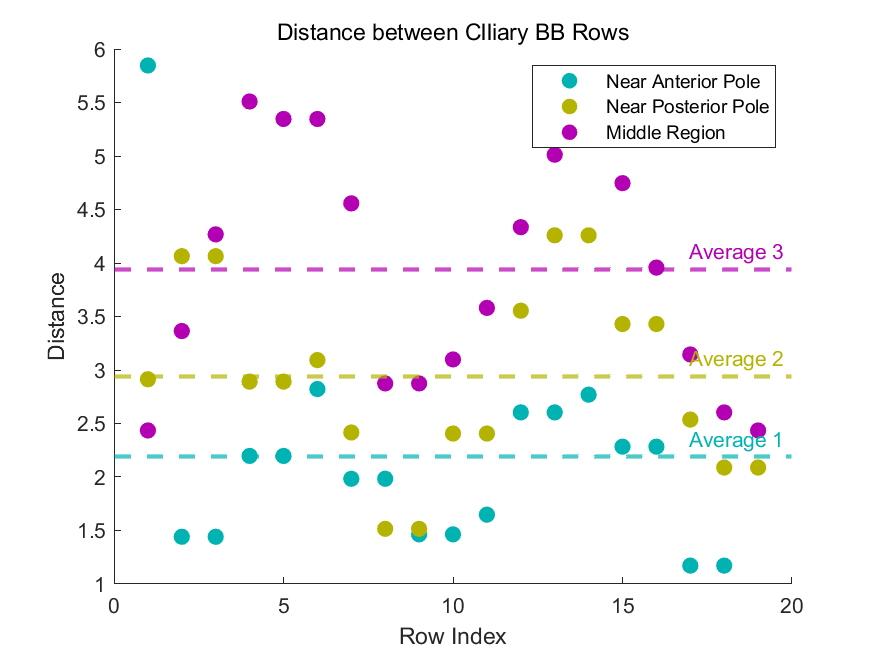 Distance between CIliary BB Rows
6
5.5
5
4.5
4
3.5
3
2.5
2
1.5
1
Distance
Near Anterior Pole
Near Posterior Pole
Middle Region
Average 3
Average 2
Average 1
0 5 10 15 20
Row Index